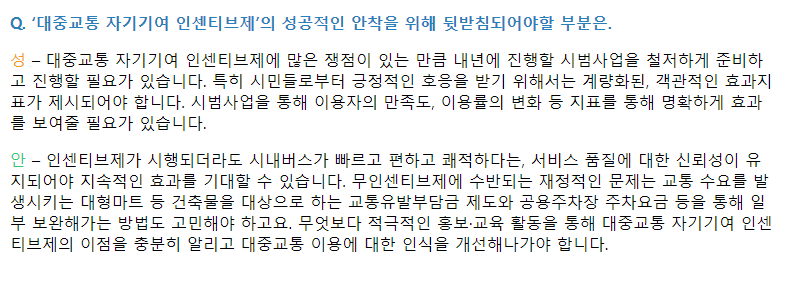 Q. ‘대중교통 자기기여 인센티브제’의 성공적인 안착을 위해 뒷받침되어야할 부분은.
성 – 대중교통 자기기여 인센티브제에 많은 쟁점이 있는 만큼 내년에 진행할 시범사업을 철저하게 준비하
고 진행할 필요가 있습니다. 특히 시민들로부터 긍정적인 호응을 받기 위해서는 계량화된, 객관적인 효과지
표가 제시되어야 합니다. 시범사업을 통해 이용자의 만족도, 이용률의 변화 등 지표를 통해 명확하게 효과
를 보여줄 필요가 있습니다.
안 – 인센티브제가 시행되더라도 시내버스가 빠르고 편하고 쾌적하다는, 서비스 품질에 대한 신뢰성이 유
지되어야 지속적인 효과를 기대할 수 있습니다. 무인센티브제에 수반되는 재정적인 문제는 교통 수요를 발
생시키는 대형마트 등 건축물을 대상으로 하는 교통유발부담금 제도와 공용주차장 주차요금 등을 통해 일
부 보완해가는 방법도 고민해야 하고요. 무엇보다 적극적인 홍보·교육 활동을 통해 대중교통 자기기여 인센
티브제의 이점을 충분히 알리고 대중교통 이용에 대한 인식을 개선해나가야 합니다.